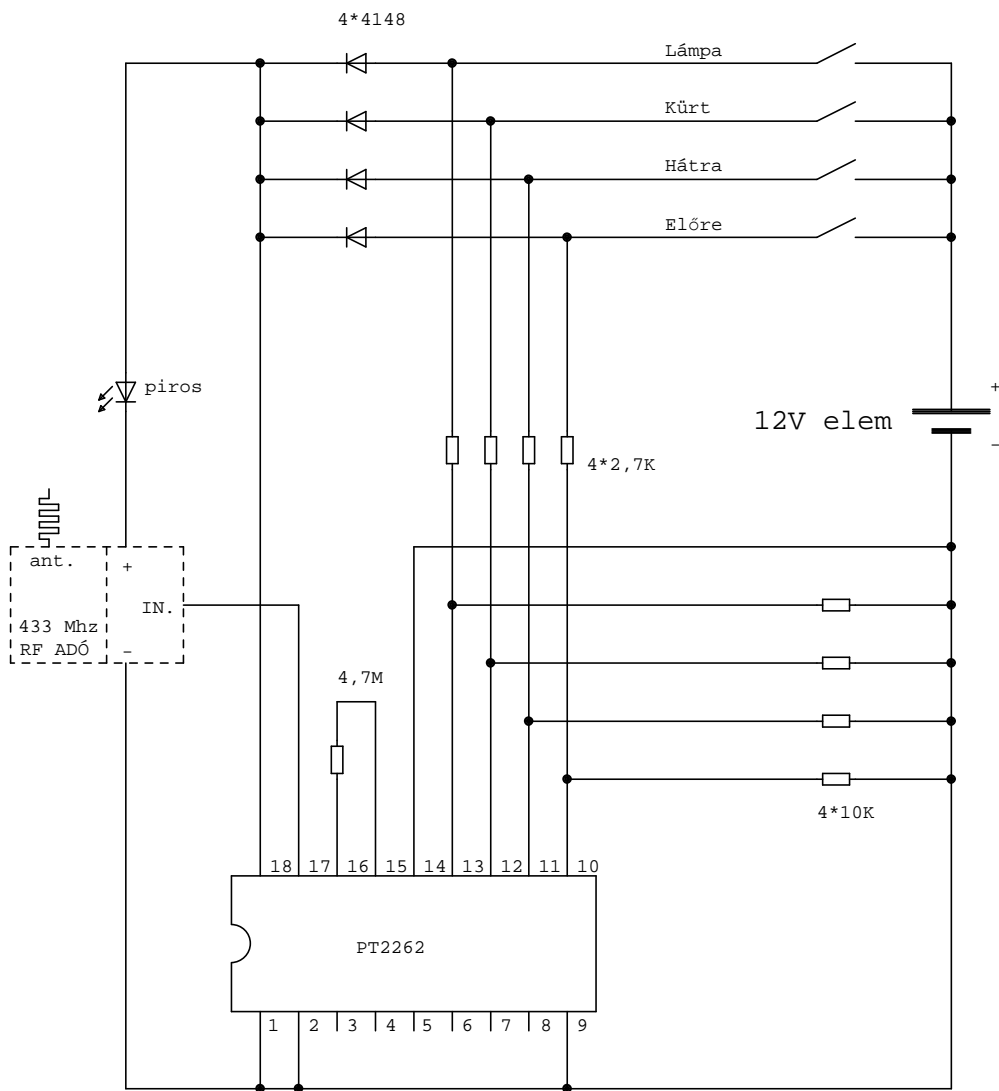 4*4148
Lámpa
Kürt
Hátra
Előre
piros
+
12V elem
-
4*2,7K
ant.
+
IN.
433 Mhz
RF ADÓ
-
4,7M
4*10K
18 17 16 15 14 13 12 11 10
PT2262
1 2 3 4 5 6 7 8 9